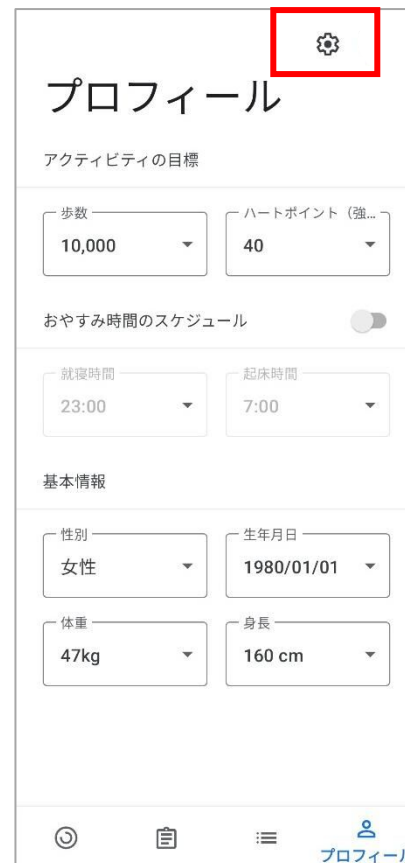 プロフィール
アクティビティの目標
歩数
ハートポイント（強...
10,000
40
おやすみ時間のスケジュール
就寝時間
起床時間
23:00
7:00
基本情報
性別
生年月日
女性
1980/01/01
体重
身長
47kg
160 cm
プロフィール